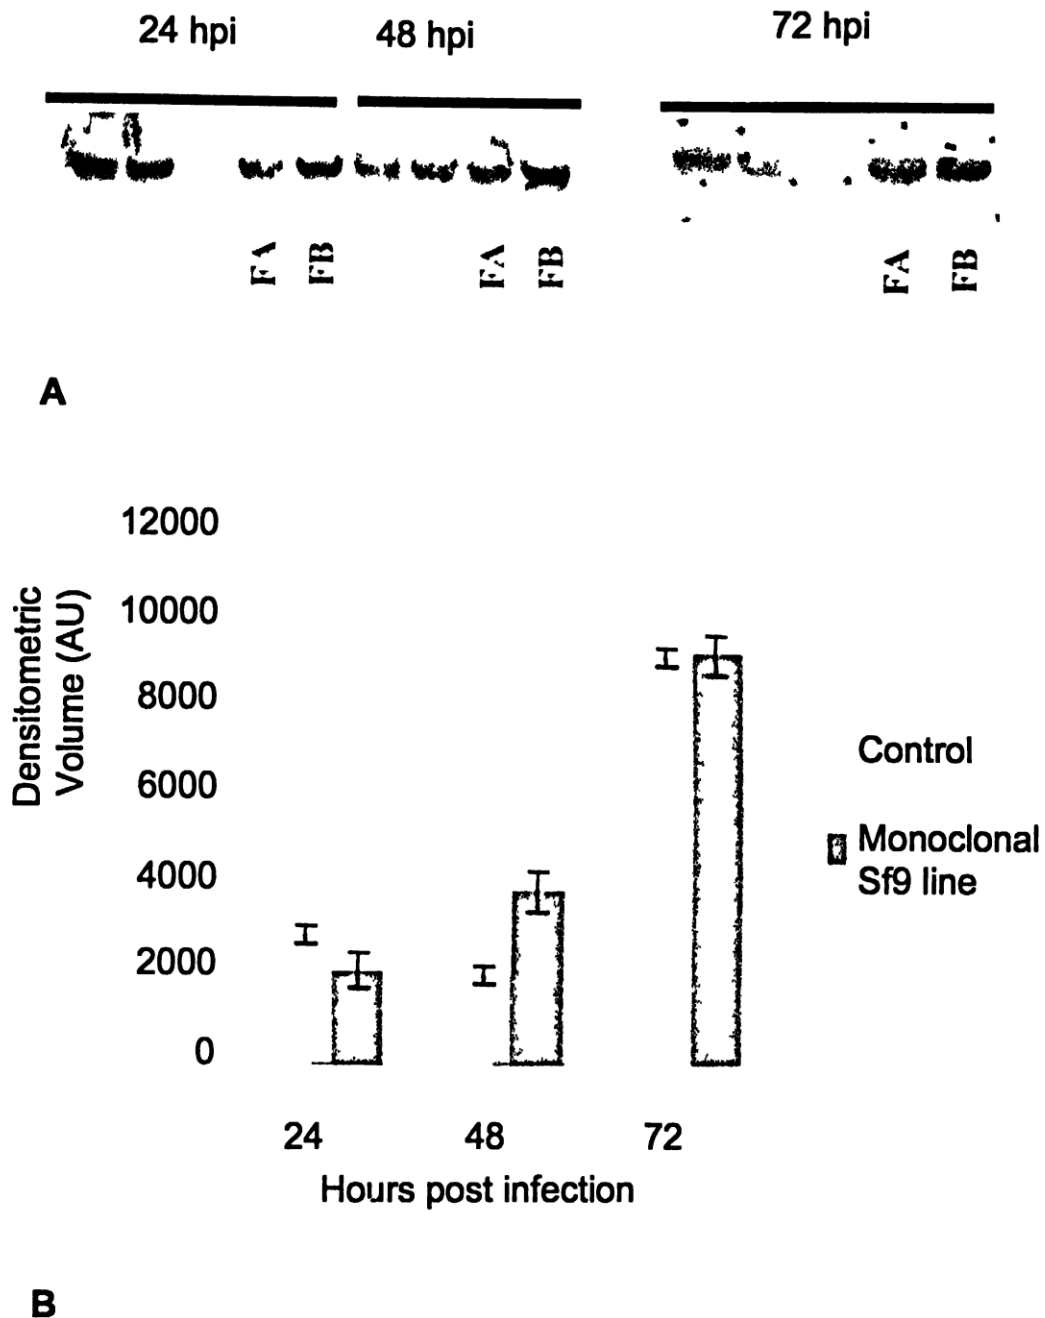 24 hpi 48 hpi 72 hpi
FA FB FA FB FA FB
A
12000
10000
8000
6000
4000
2000
0
Densitometric
Volume (AU)
Control
Monoclonal
Sf9 line
24 48 72
Hours post infection
B